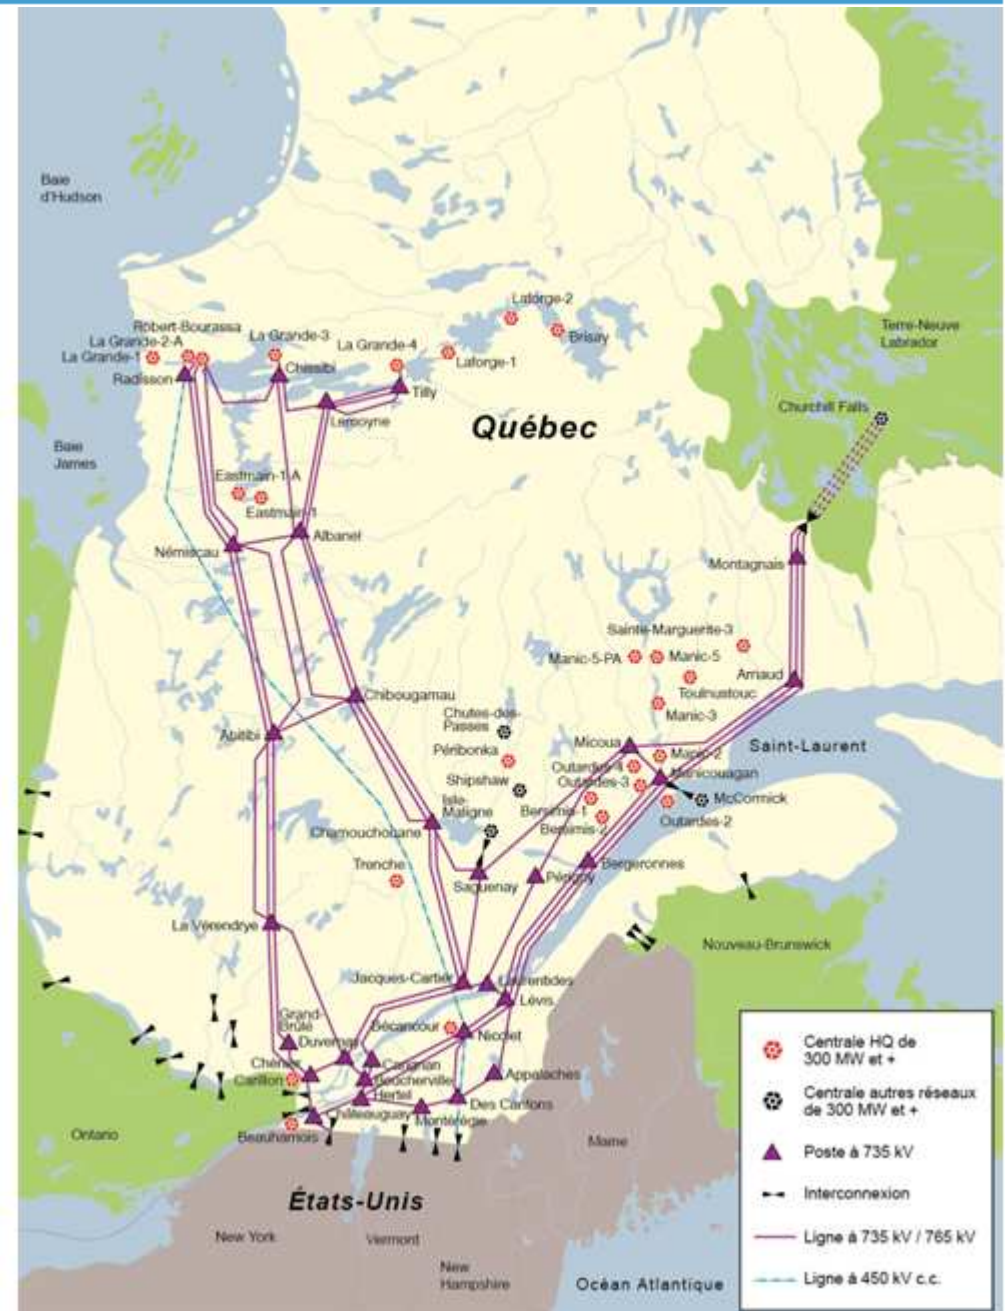 Baie
d'Hudson
Laforge-2
Robert-Bourassa
La Grande-2-A
La Grande-3
Brisay
Terre-Neuve
Labrador
La Grande-1
La Grande-4
Laforge-1
Radisson
Chissibi
Tilly
Lemoyne
Québec
Churchill Falls
Baie
James
Eastmain-1-A
Eastmain-1
Albanel
Némiscau
Montagnais
Sainte-Marguerite-3
Manic-5-PA
Manic-5
Arnaud
Toulnustouc
Chibougamau
Manic-3
Chutes-des-
Passes
Abitibi
Micoua
Saint-Laurent
Péribonka
Manic-2
Outardes-4
Manicouagan
Shipshaw
Outardes-3
McCormick
Isle-
Maligne
Bersimis-1
Bersimis-2
Outardes-2
Chamouchouane
Trenche
Bergeronnes
Saguenay
Périgny
La Vérendrye
Nouveau-Brunswick
Jacques-Cartier
Laurentides
Lévis
Grand-
Brûlé
Bécancour
Nicolet
Duvernay
Chénier
Carignan
Carillon
Boucherville
Appalaches
Hertel
Des Cantons
Châteauguay
Montérégie
Beauharnois
Ontario
Maine
États-Unis
New York
Vermont
New
Hampshire
Océan Atlantique
Centrale HQ de
300 MW et +
Centrale autres réseaux
de 300 MW et +
Poste à 735 kV
Interconnexion
Ligne à 735 kV / 765 kV
Ligne à 450 kV c.c.